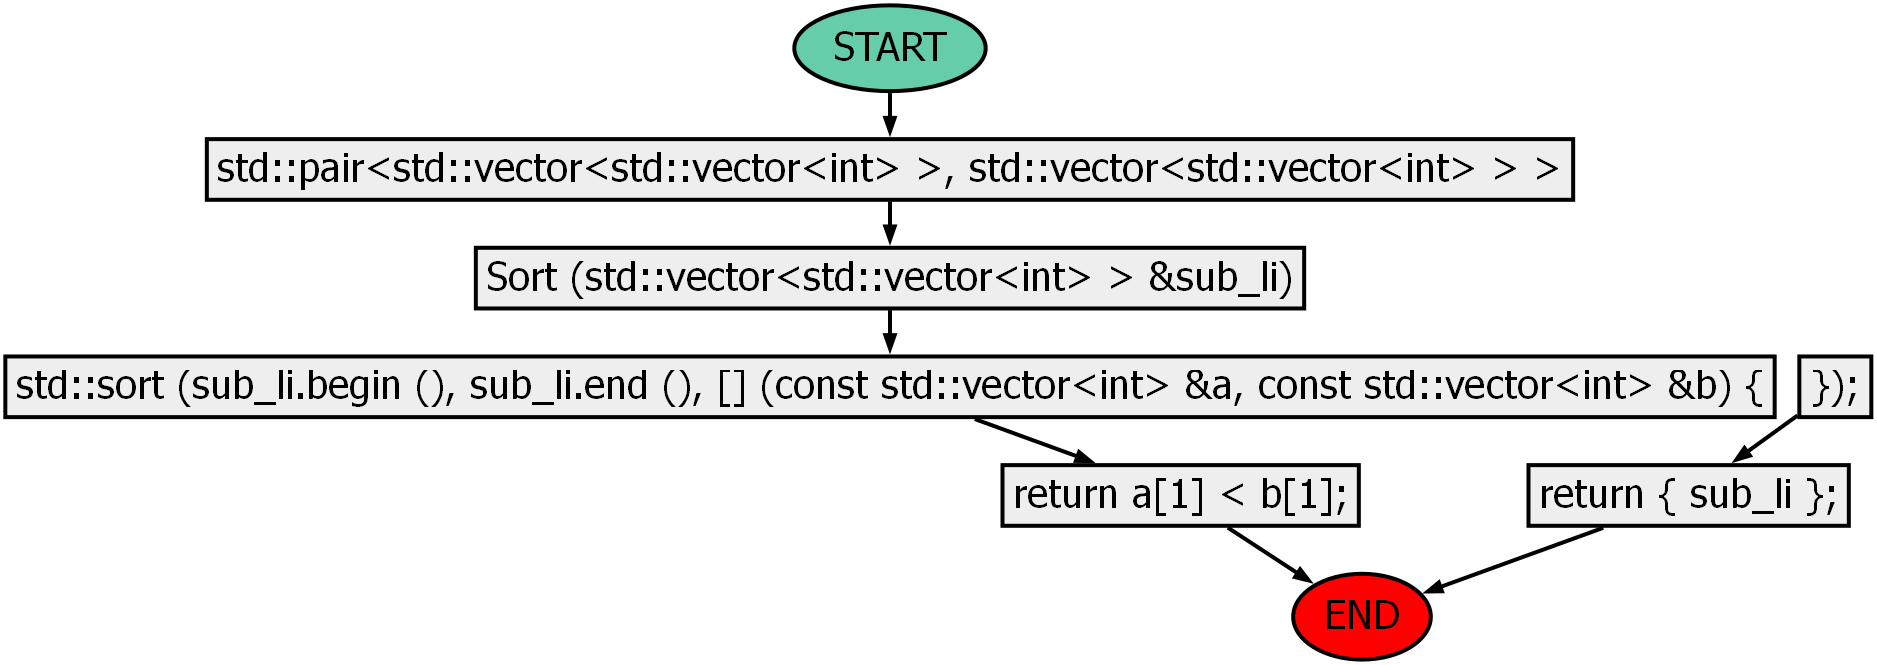 START
std::pair<std::vector<std::vector<int> >, std::vector<std::vector<int> > >
Sort (std::vector<std::vector<int> > &sub_li)
std::sort (sub_li.begin (), sub_li.end (), [] (const std::vector<int> &a, const std::vector<int> &b) {
});
return a[1] < b[1];
return { sub_li };
END